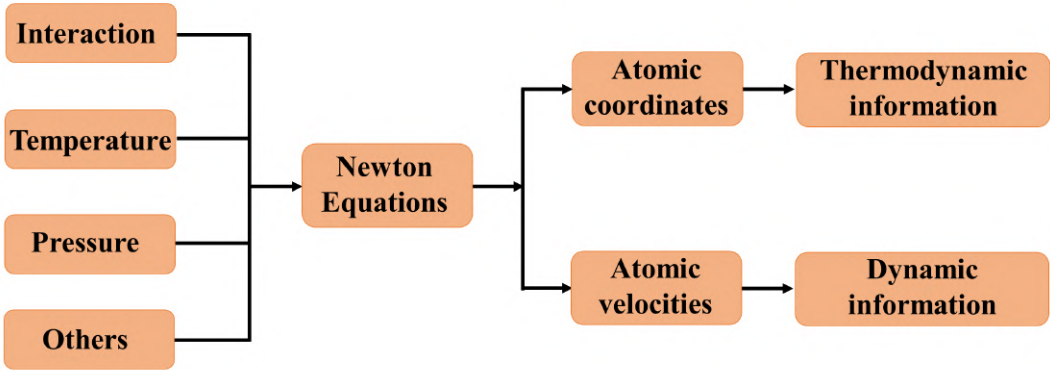 Interaction
Temperature
Pressure
Others
Newton
Equations
Atomic
coordinates
Thermodynamic
information
Atomic
velocities
Dynamic
information